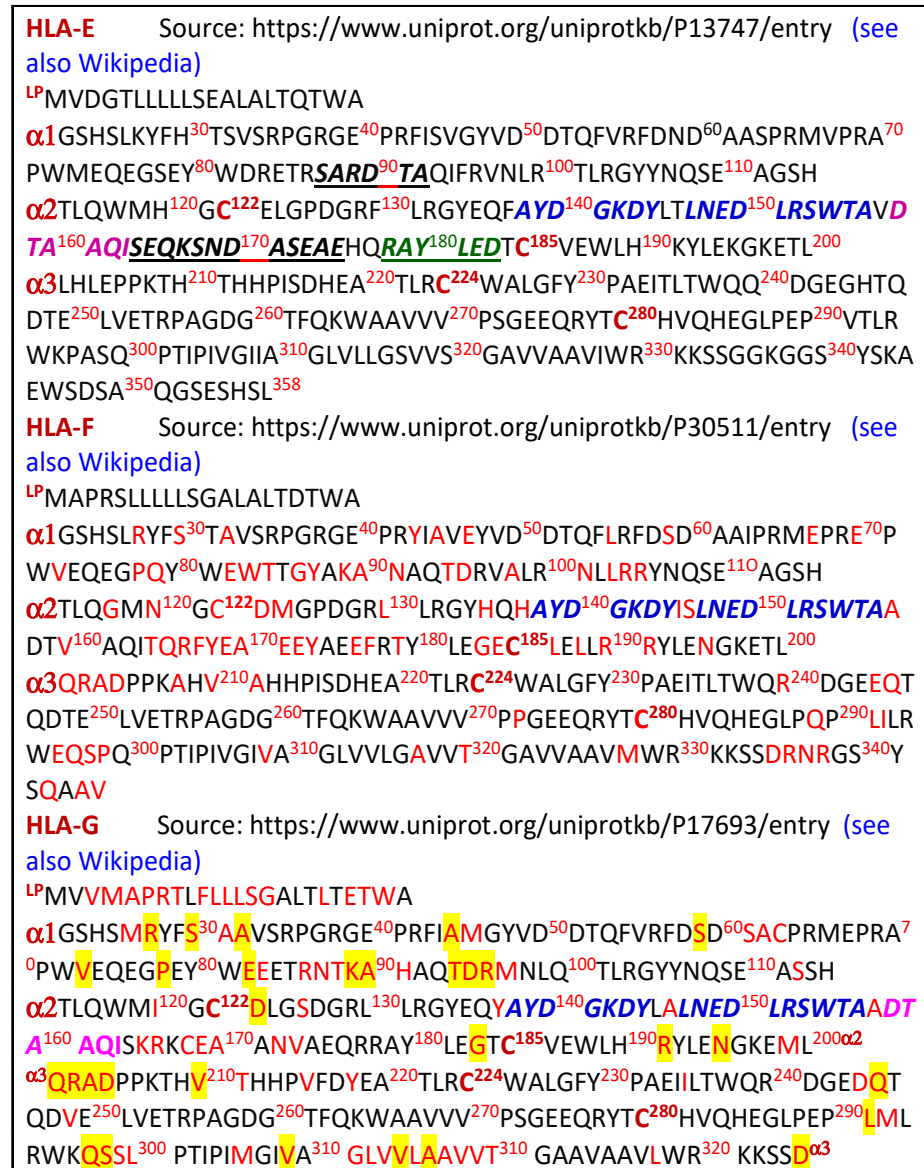 HLA-E Source: https://www.uniprot.org/uniprotkb/P13747/entry (see
also Wikipedia)
LPMVDGTLLLLLSEALALTQTWA
α1GSHSLKYFH30TSVSRPGRGE40PRFISVGYVD50DTQFVRFDND60AASPRMVPRA70
PWMEQEGSEY80WDRETRSARD90TAQIFRVNLR100TLRGYYNQSE110AGSH
α2TLQWMH120GC122ELGPDGRF130LRGYEQFAYD140GKDYLTLNED150LRSWTAVD
TA160AQISEQKSND170ASEAEHQRAY180LEDTC185VEWLH190KYLEKGKETL200
α3LHLEPPKTH210THHPISDHEA220TLRC224WALGFY230PAEITLTWQQ240DGEGHTQ
DTE250LVETRPAGDG260TFQKWAAVVV270PSGEEQRYTC280HVQHEGLPEP290VTLR
WKPASQ300PTIPIVGIIA310GLVLLGSVVS320GAVVAAVIWR330KKSSGGKGGS340YSKA
EWSDSA350QGSESHSL358
HLA-F Source: https://www.uniprot.org/uniprotkb/P30511/entry (see
also Wikipedia)
LPMAPRSLLLLLSGALALTDTWA
α1GSHSLRYFS30TAVSRPGRGE40PRYIAVEYVD50DTQFLRFDSD60AAIPRMEPRE70P
WVEQEGPQY80WEWTTGYAKA90NAQTDRVALR100NLLRRYNQSE11OAGSH
α2TLQGMN120GC122DMGPDGRL130LRGYHQHAYD140GKDYISLNED150LRSWTAA
DTV160AQITQRFYEA170EEYAEEFRTY180LEGEC185LELLR190RYLENGKETL200
α3QRADPPKAHV210AHHPISDHEA220TLRC224WALGFY230PAEITLTWQR240DGEEQT
QDTE250LVETRPAGDG260TFQKWAAVVV270PPGEEQRYTC280HVQHEGLPQP290LILR
WEQSPQ300PTIPIVGIVA310GLVVLGAVVT320GAVVAAVMWR330KKSSDRNRGS340Y
SQAAV
HLA-G Source: https://www.uniprot.org/uniprotkb/P17693/entry (see
also Wikipedia)
LPMVVMAPRTLFLLLSGALTLTETWA
α1GSHSMRYFS30AAVSRPGRGE40PRFIAMGYVD50DTQFVRFDSD60SACPRMEPRA7
0PWVEQEGPEY80WEEETRNTKA90HAQTDRMNLQ100TLRGYYNQSE110ASSH
α2TLQWMI120GC122DLGSDGRL130LRGYEQYAYD140GKDYLALNED150LRSWTAADT
A160 AQISKRKCEA170ANVAEQRRAY180LEGTC185VEWLH190RYLENGKEML200α2
α3QRADPPKTHV210THHPVFDYEA220TLRC224WALGFY230PAEIILTWQR240DGEDQT
QDVE250LVETRPAGDG260TFQKWAAVVV270PSGEEQRYTC280HVQHEGLPEP290LML
RWKQSSL300 PTIPIMGIVA310 GLVVLAAVVT310 GAAVAAVLWR320 KKSSDα3